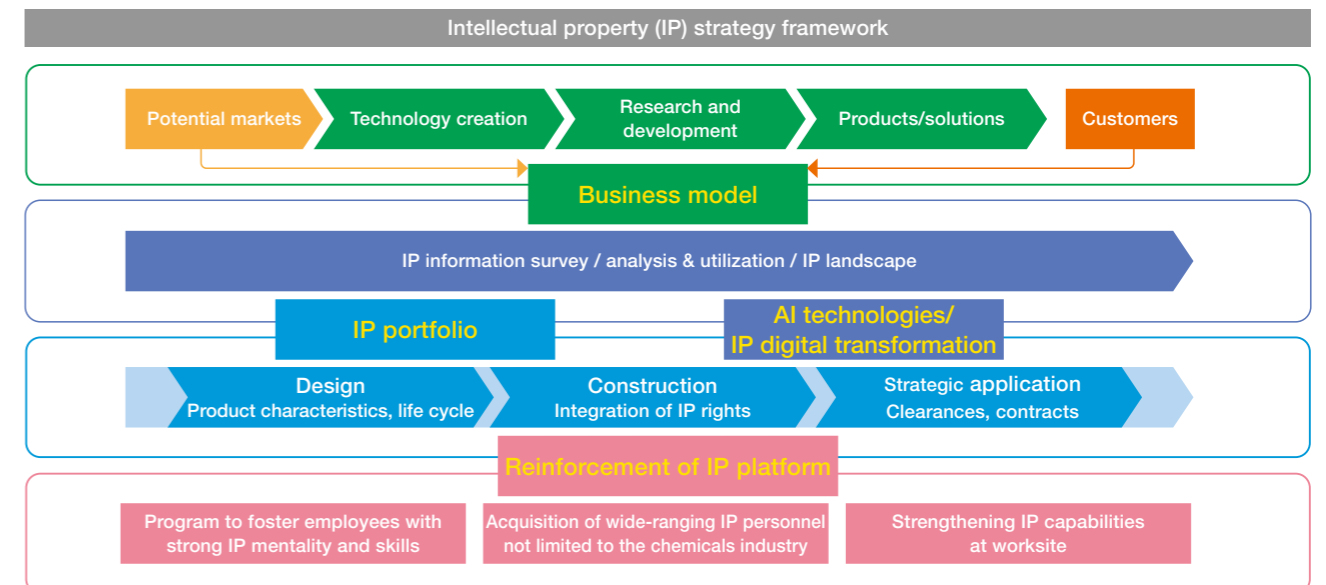 Intellectual property (IP) strategy framework
Potential markets
Technology creation
Research and
development
Products/solutions
Customers
Business model
IP information survey / analysis & utilization / IP landscape
IP portfolio
AI technologies/
IP digital transformation
Design
Product characteristics, life cycle
Construction
Integration of IP rights
Strategic application
Clearances, contracts
Reinforcement of IP platform
Program to foster employees with
strong IP mentality and skills
Acquisition of wide-ranging IP personnel
not limited to the chemicals industry
Strengthening IP capabilities
at worksite